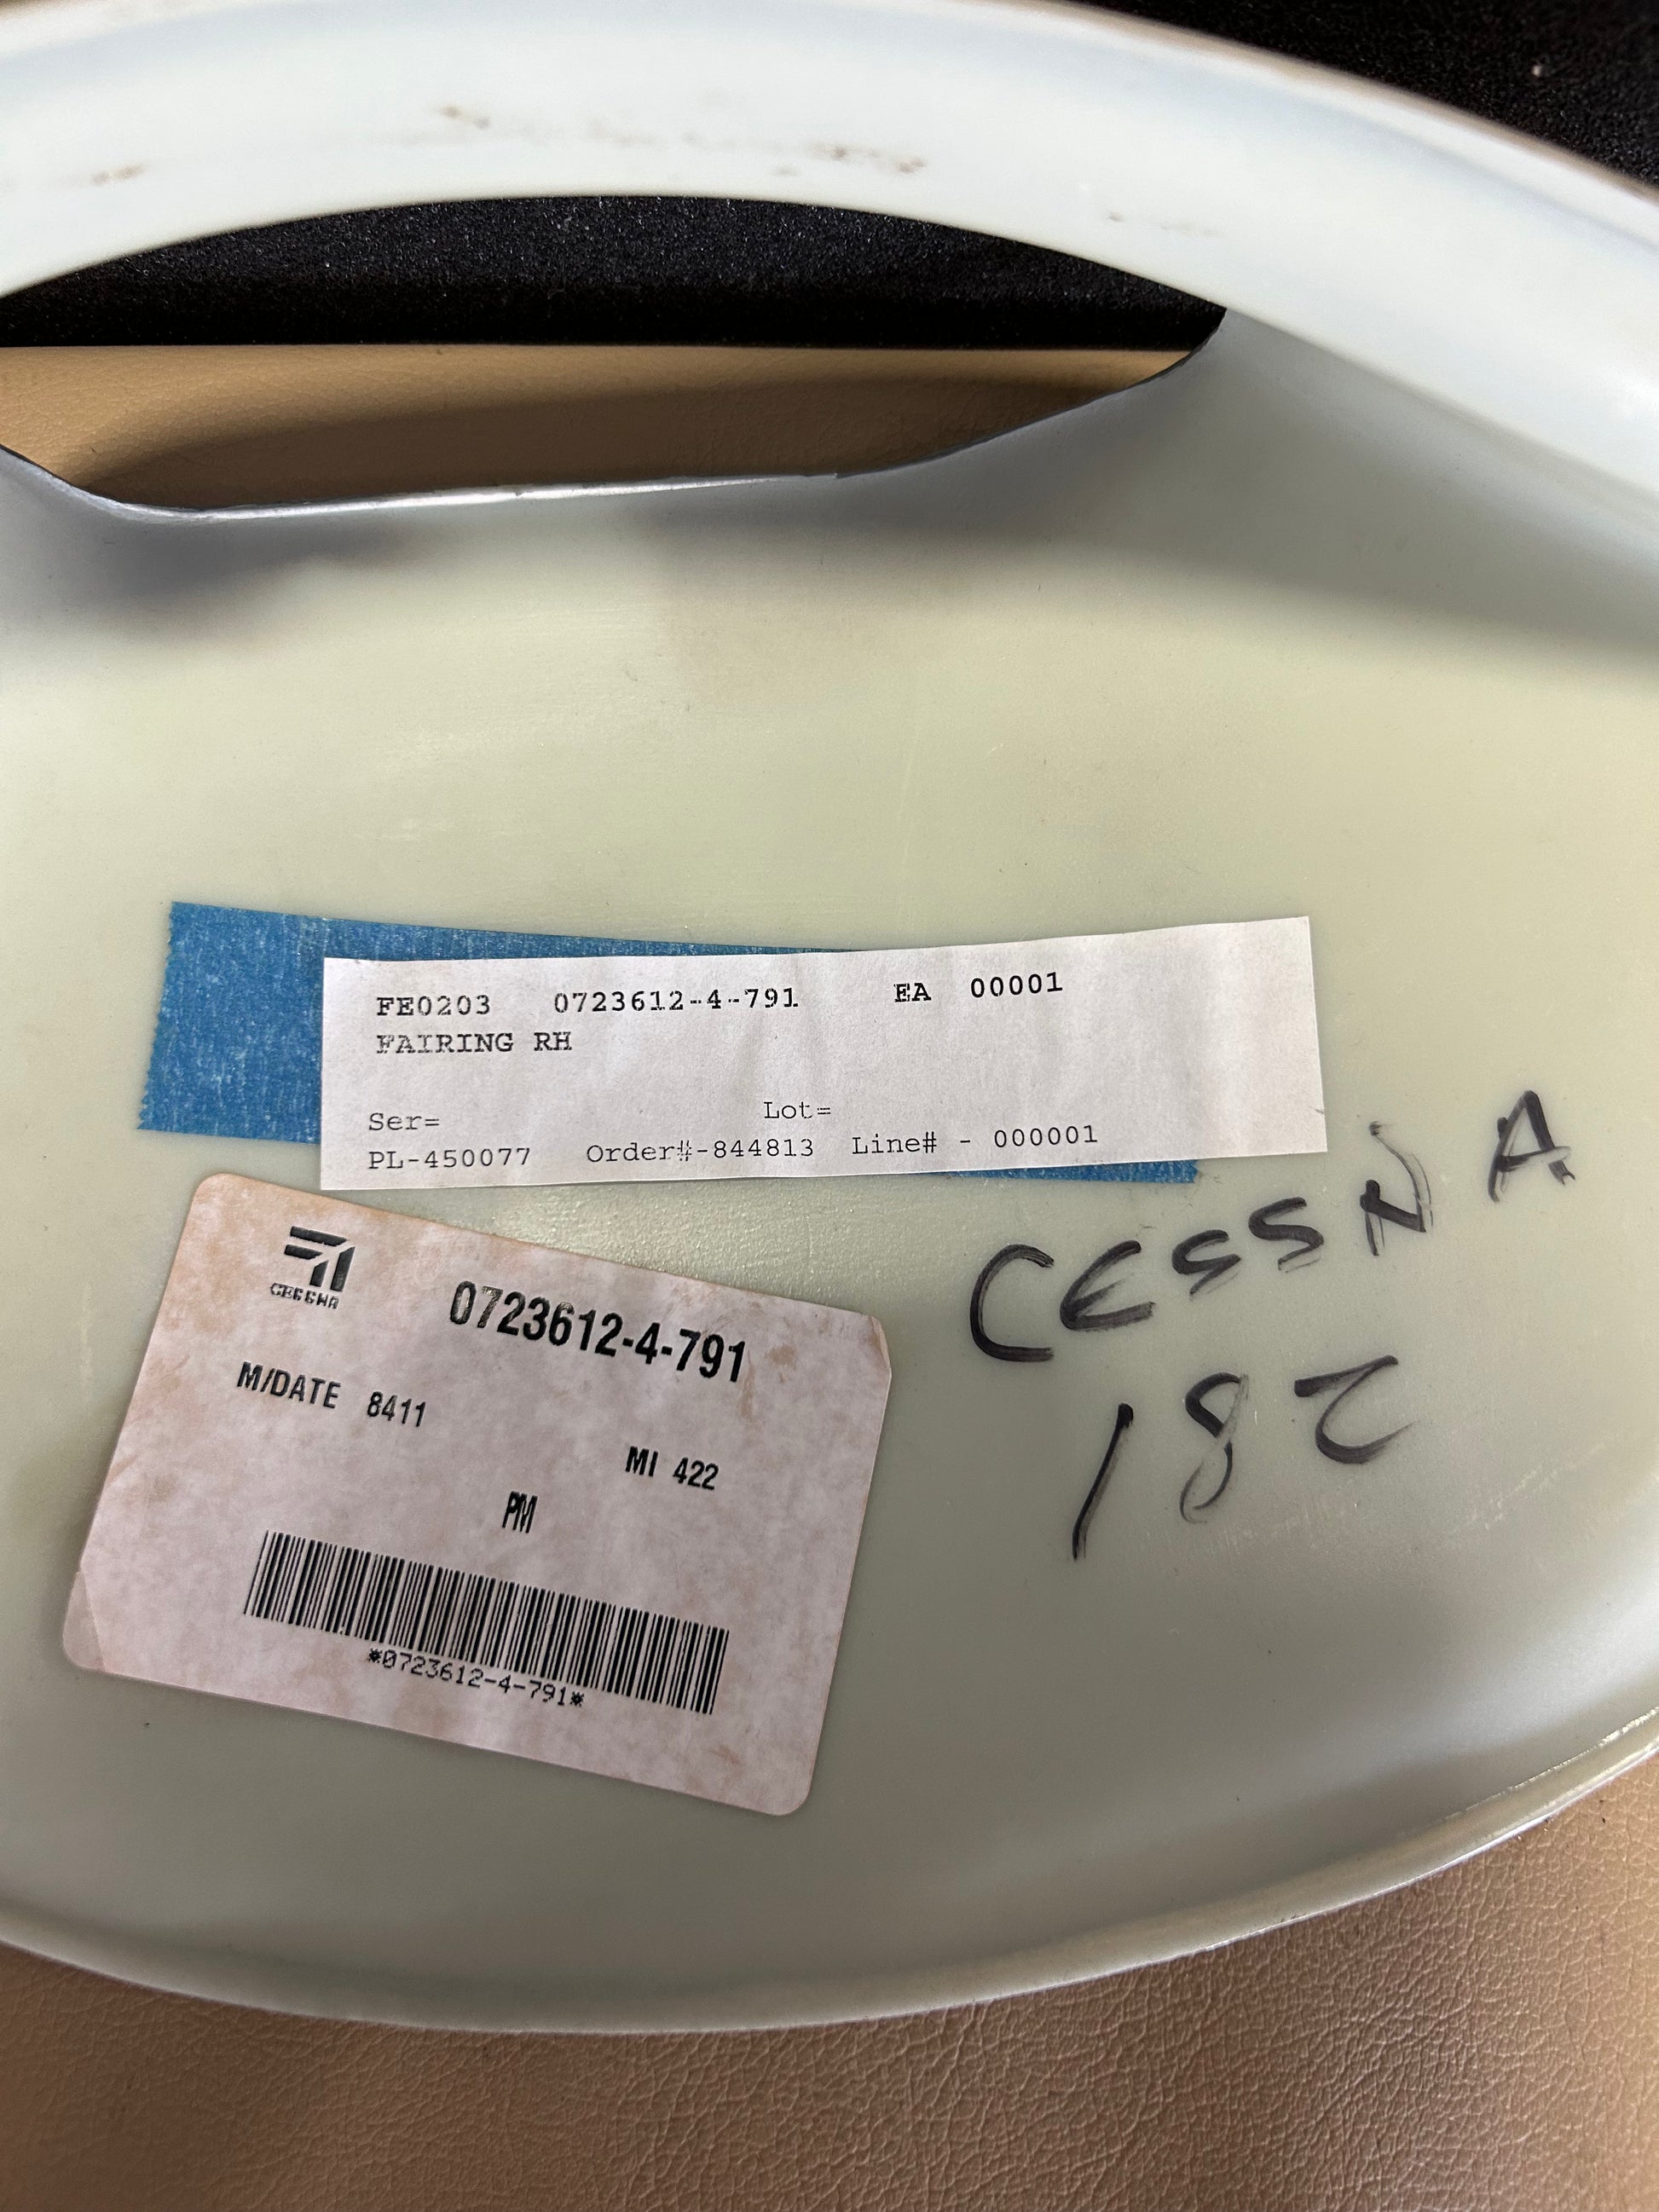 FE0203 0723612-4-791 EA 00001
FAIRING RH
Ser= Lot=
PL-450077 Order#-844813 Line# - 000001
CESSNA
0723612-4-791
M/DATE 8411
MI 422
PM
*0723612-4-791*
CESSNA
182